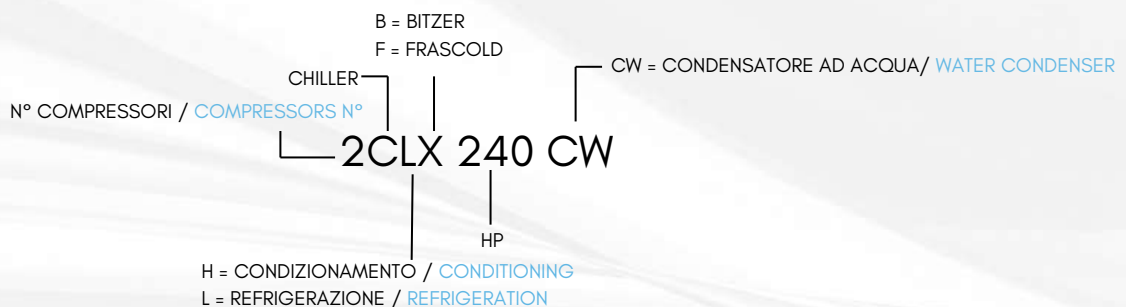 B = BITZER
F = FRASCOLD
CW = CONDENSATORE AD ACQUA/ WATER CONDENSER
CHILLER
N° COMPRESSORI / COMPRESSORS N°
2CLX 240 CW
HP
H = CONDIZIONAMENTO / CONDITIONING
L = REFRIGERAZIONE / REFRIGERATION